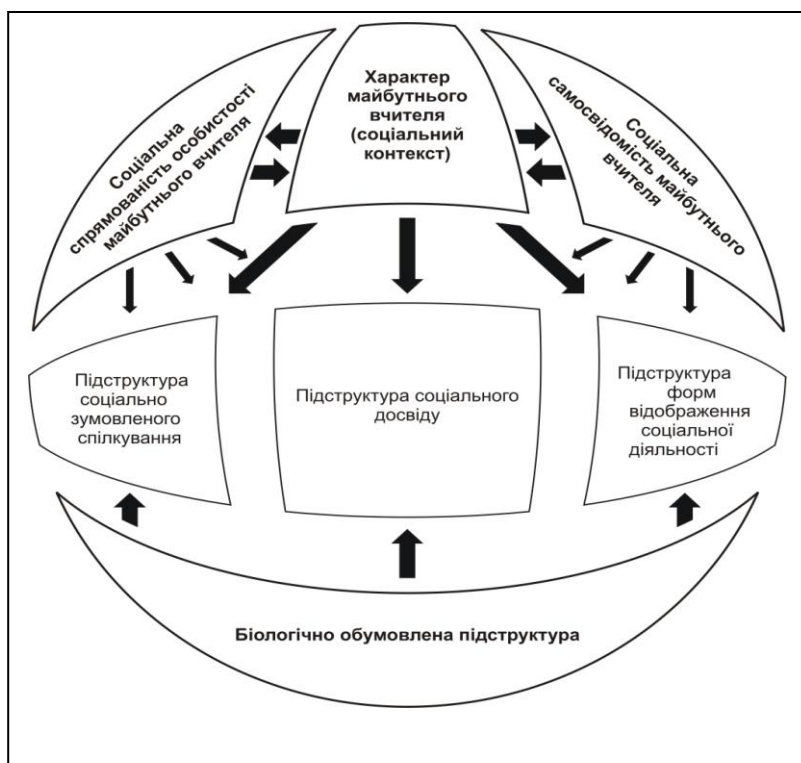 Соціальна
спрямованість особистості
майбутнього вчителя
Характер
майбутнього
вчителя
(соціальний
контекст)
Соціальна
самосвідомість майбутнього
вчителя
Підструктура
соціально
зумовленого
спілкування
Підструктура соціального
досвіду
Підструктура
форм
відображення
соціальної
діяльності
Біологічно обумовлена підструктура